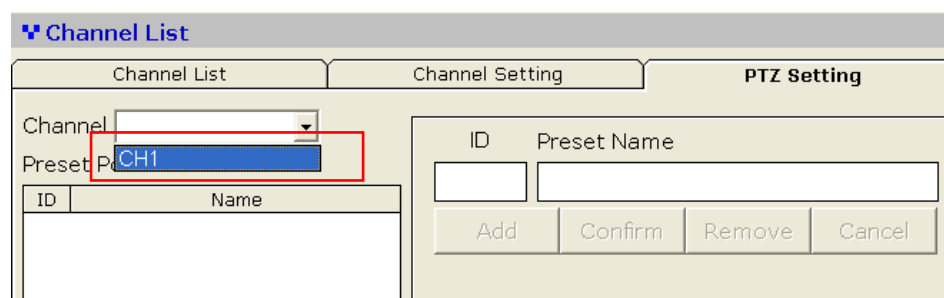 Channel List
Channel List Channel Setting PTZ Setting
Channel
CH1
Preset
ID Name
ID Preset Name
Add Confirm Remove Cancel